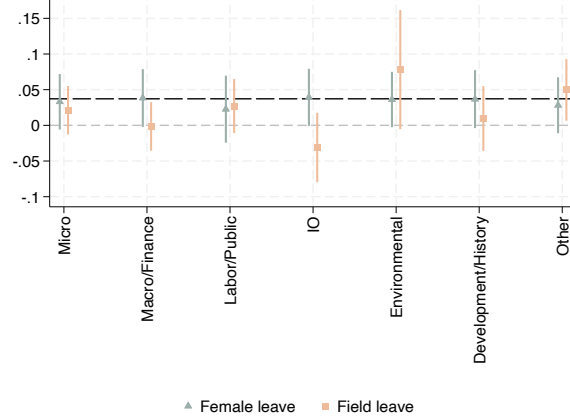 .15
.1
.05
0
-.05
-.1
Micro
Macro/Finance
Labor/Public
IO
Environmental
Development/History
Other
Female leave Field leave